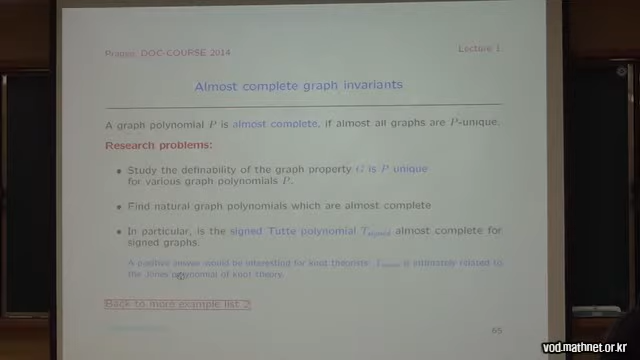 Prague, DOC-COURSE 2014
Lecture 1
Almost complete graph invariants
A graph polynomial P is almost complete, if almost all graphs are P-unique.
Research problems:
• Study the definability of the graph property G is P unique
for various graph polynomials P.
• Find natural graph polynomials which are almost complete
• In particular, is the signed Tutte polynomial T_signed almost complete for
signed graphs.
A positive answer would be interesting for knot theorists. T_signed is intimately related to
the Jones polynomial of knot theory.
Back to more example list 2
65
vod.mathnet.or.kr